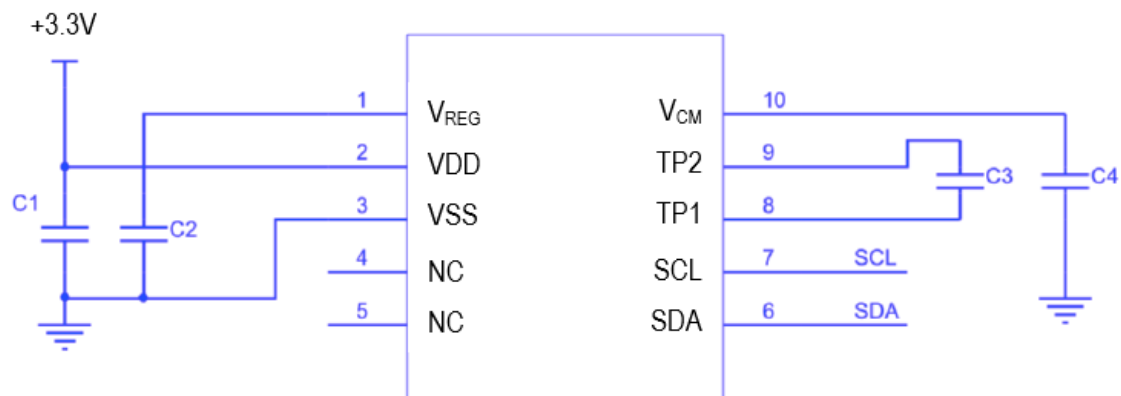 +3.3V
1 VREG VCM 10
2 VDD TP2 9
C3 C4
C1
3 VSS TP1 8
C2
4 NC SCL 7 SCL
5 NC SDA 6 SDA